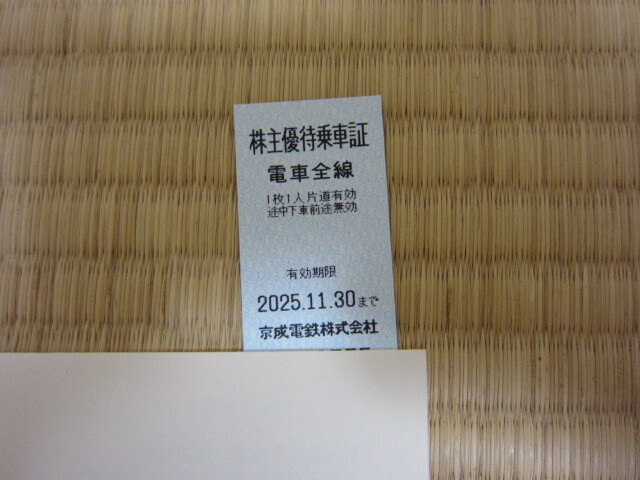 株主優待乗車証
電車全線
1枚1人片道有効
途中下車前途無効
有効期限
2025.11.30まで
京成電鉄株式会社